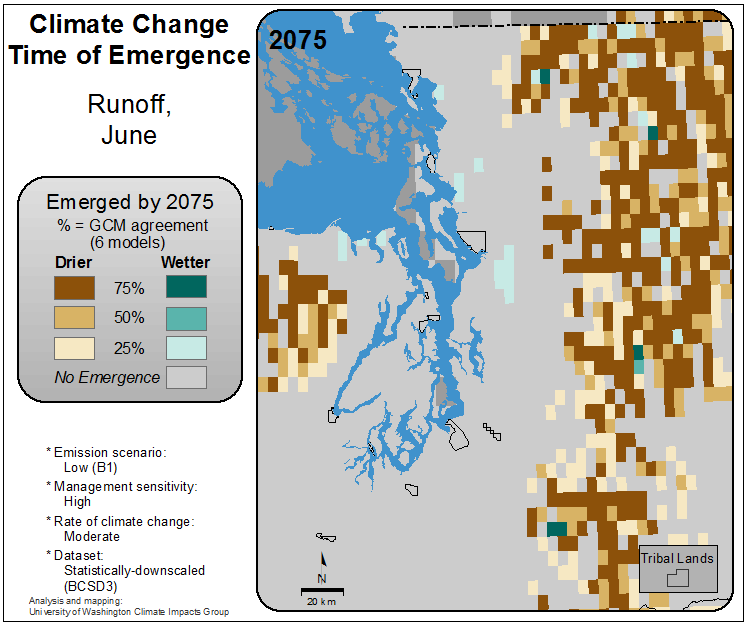 Climate Change
Time of Emergence
Runoff,
June
Emerged by 2075
% = GCM agreement
(6 models)
Drier Wetter
75%
50%
25%
No Emergence
* Emission scenario:
Low (B1)
* Management sensitivity:
High
* Rate of climate change:
Moderate
* Dataset:
Statistically-downscaled
(BCSD3)
Analysis and mapping:
University of Washington Climate Impacts Group
2075
N
20 km
Tribal Lands